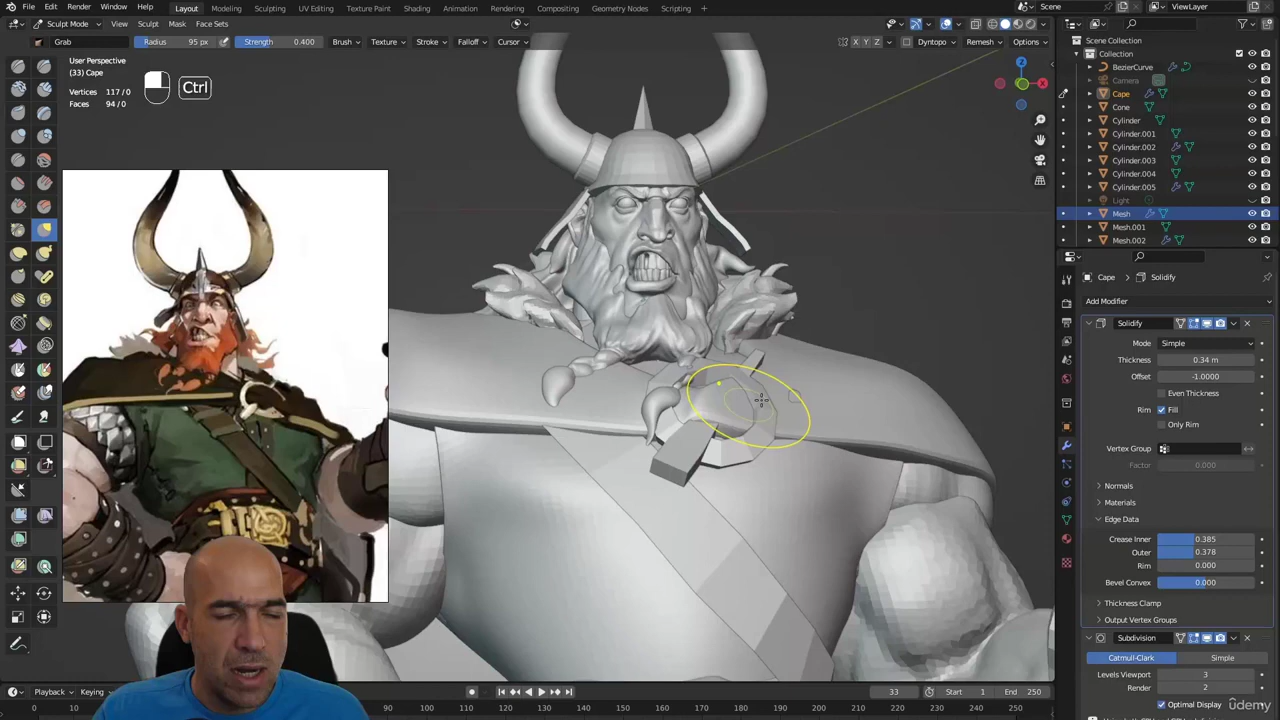 File Edit Render Window Help Layout Modeling Sculpting UV Editing Texture Paint Shading Animation Rendering Compositing Geometry Nodes Scripting + Scene ViewLayer
Sculpt Mode View Sculpt Mask Face Sets
Grab Radius 95 px Strength 0.400 Brush Texture Stroke Falloff Cursor X Y Z Dyntopo Remesh Options
User Perspective
(33) Cape
Vertices 117/0
Faces 94/0
Ctrl
Z
X
Scene Collection
Collection
BezierCurve
Camera
Cape
Cone
Cylinder
Cylinder.001
Cylinder.002
Cylinder.003
Cylinder.004
Cylinder.005
Light
Mesh
Mesh.001
Mesh.002
Cape > Solidify
Add Modifier
Solidify
Mode Simple
Thickness 0.34 m
Offset -1.0000
Even Thickness
Rim Fill
Only Rim
Vertex Group
Factor 0.000
Normals
Materials
Edge Data
Crease Inner 0.385
Outer 0.378
Rim 0.000
Bevel Convex 0.000
Thickness Clamp
Output Vertex Groups
Subdivision
Catmull-Clark Simple
Levels Viewport 3
Render 2
Optimal Display
Playback Keying 33 Start 1 End 250
0 10 20 30 40 50 60 70 80 90 100 110 120 130 140 150 160 170 180 190 200 210 220 230 240 250
udemy